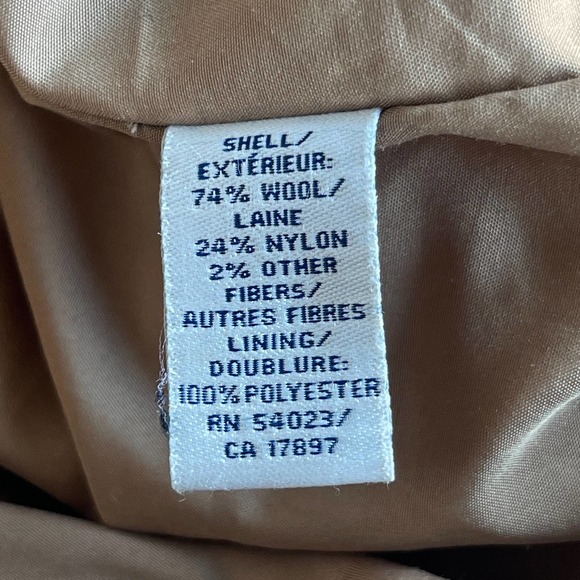 SHELL/
EXTÉRIEUR:
74% WOOL/
LAINE
24% NYLON
2% OTHER
FIBERS/
AUTRES FIBRES
LINING/
DOUBLURE:
100% POLYESTER
RN 54023/
CA 17897